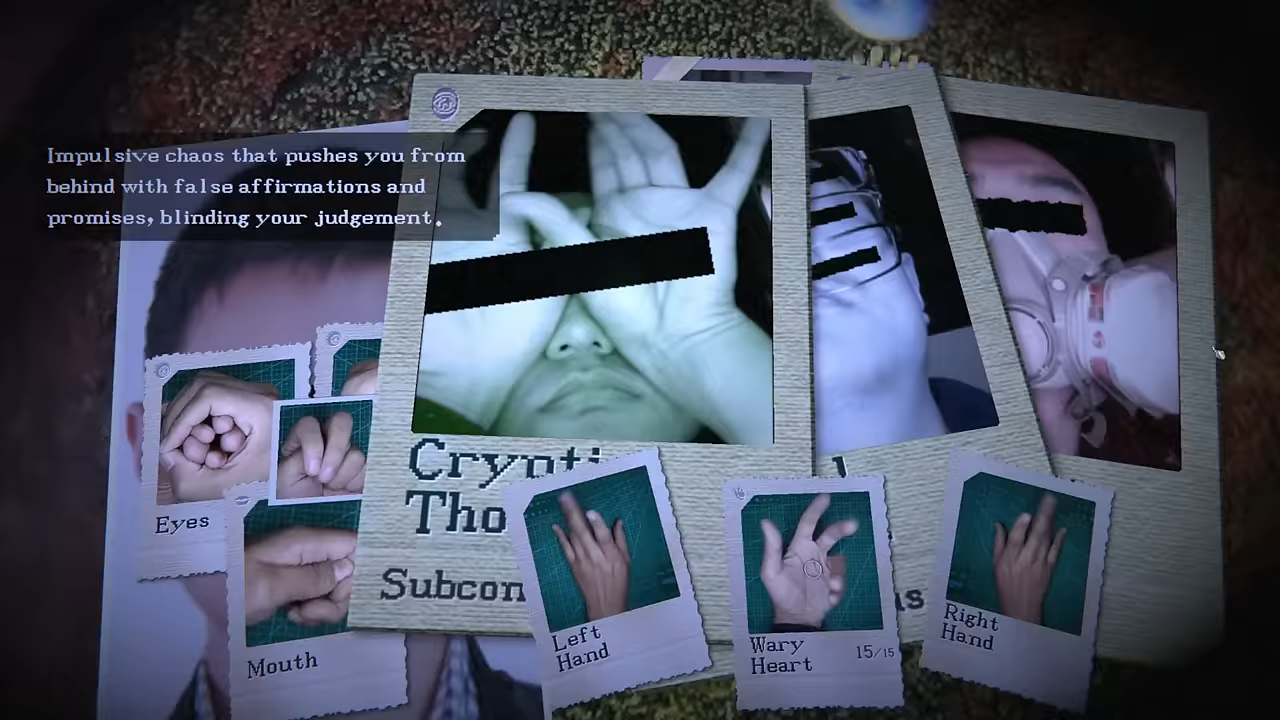 Impulsive chaos that pushes you from
behind with false affirmations and
promises, blinding your judgement.
Eyes
Mouth
Subcon
Left
Hand
Wary
Heart
15/15
Right
Hand